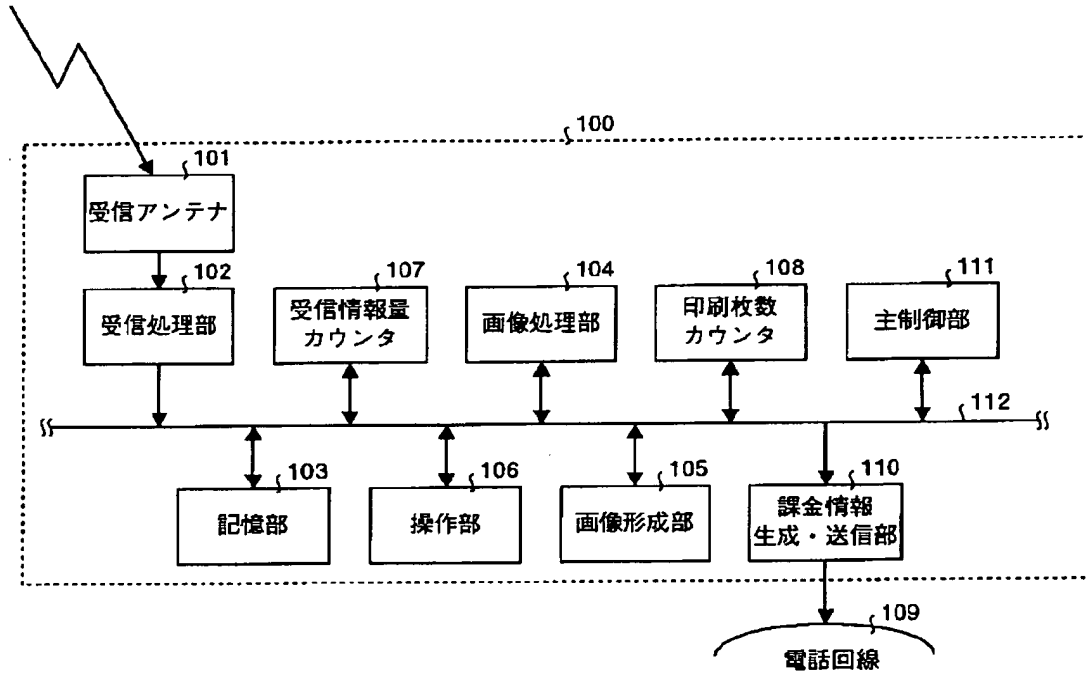 100
101
受信アンテナ
102
受信処理部
107
受信情報量
カウンタ
104
画像処理部
108
印刷枚数
カウンタ
111
主制御部
112
103
記憶部
106
操作部
105
画像形成部
110
課金情報
生成・送信部
109
電話回線